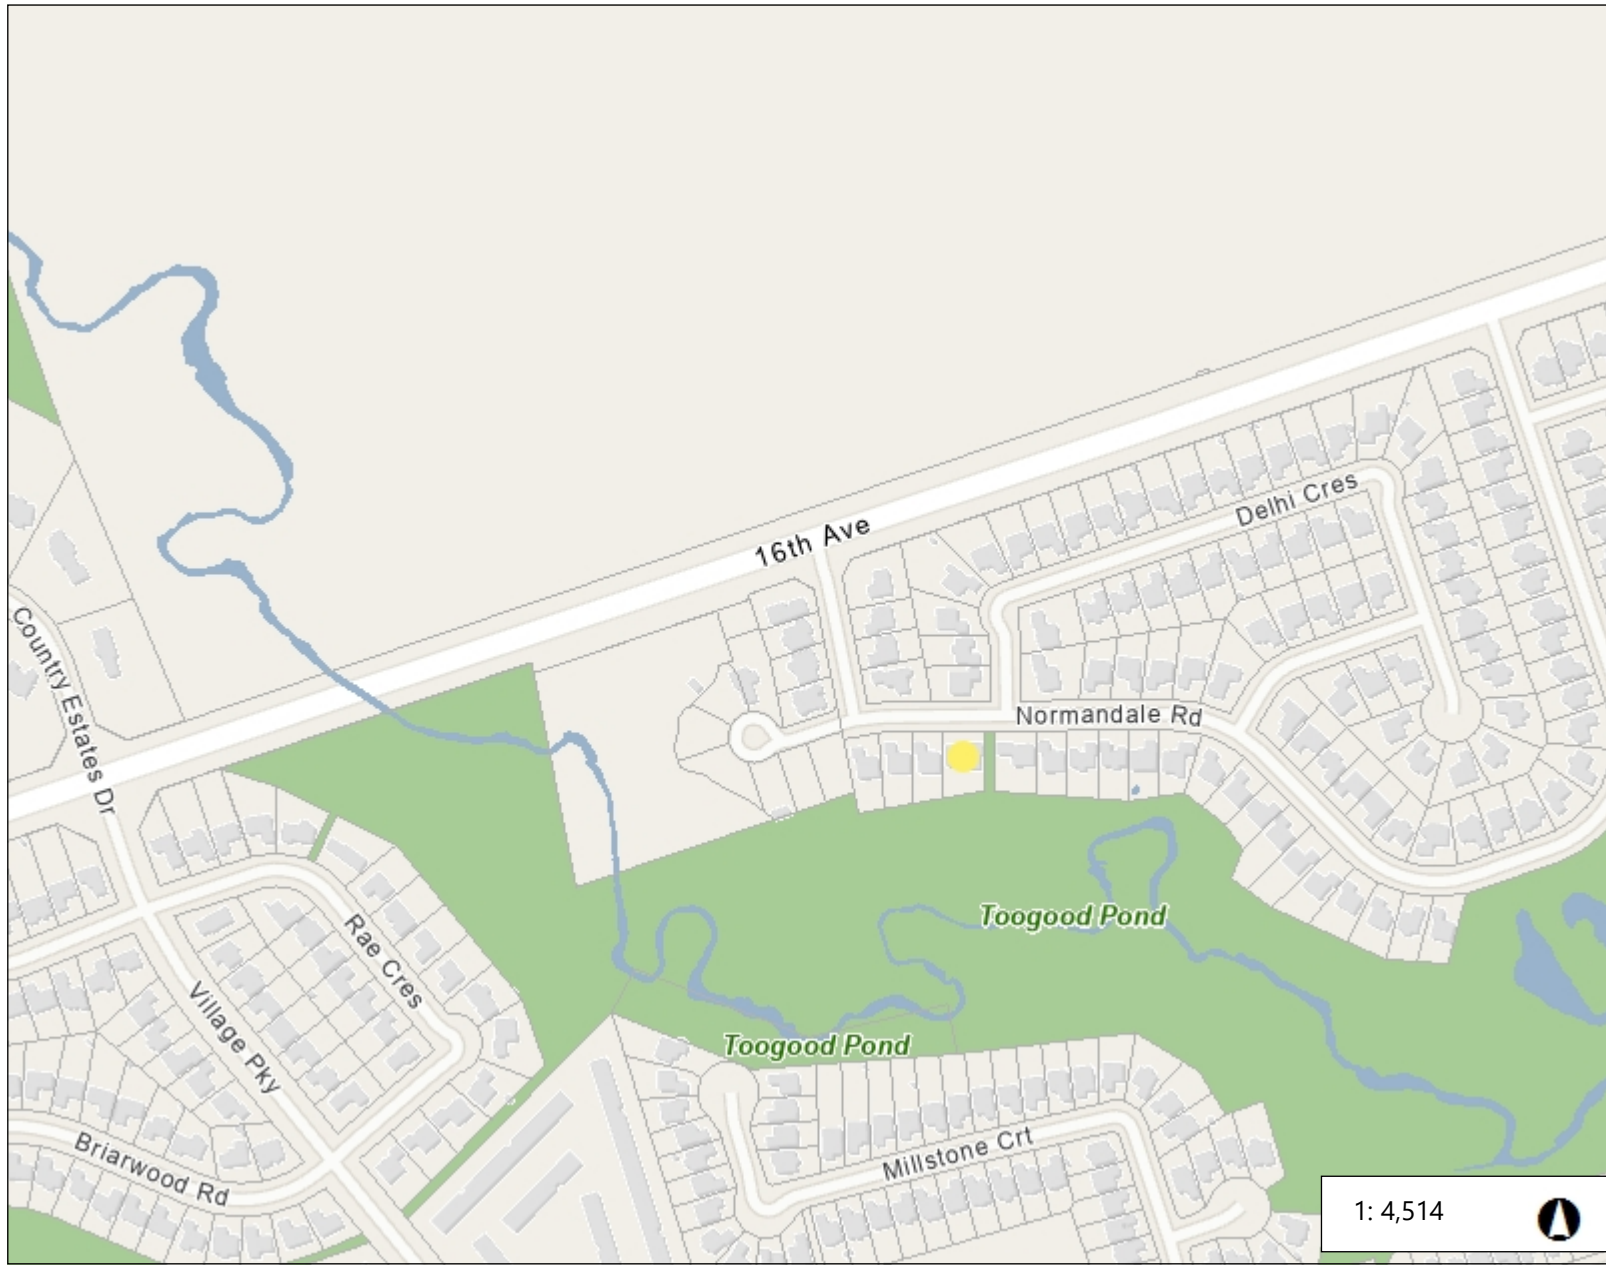 16th Ave
Delhi Cres
Country Estates Dr
Normandale Rd
Toogood Pond
Rae Cres
Village Pky
Toogood Pond
Millstone Crt
Briarwood Rd
1: 4,514